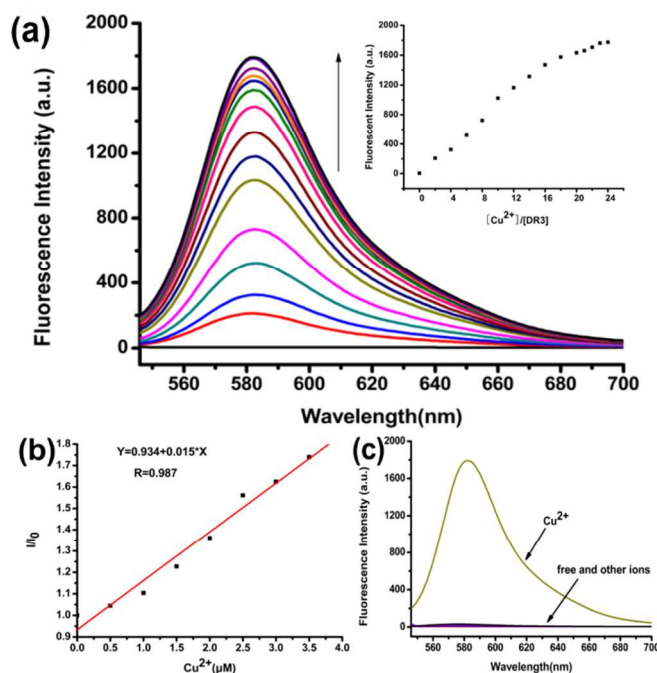 (a)
2000
1600
1200
800
400
0
Fluorescence Intensity (a.u.)
560 580 600 620 640 660 680 700
Wavelength(nm)
2000
1600
1200
800
400
0
Fluorescent Intensity (a.u.)
0 4 8 12 16 20 24
[Cu2+]/[DR3]
(b)
1.8
1.7
1.6
1.5
1.4
1.3
1.2
1.1
1.0
0.9
I/I0
Y=0.934+0.015*X
R=0.987
0.0 0.5 1.0 1.5 2.0 2.5 3.0 3.5 4.0
Cu2+(μM)
(c)
2000
1600
1200
800
400
0
Fluorescence Intensity (a.u.)
Cu2+
free and other ions
560 580 600 620 640 660 680 700
Wavelength(nm)